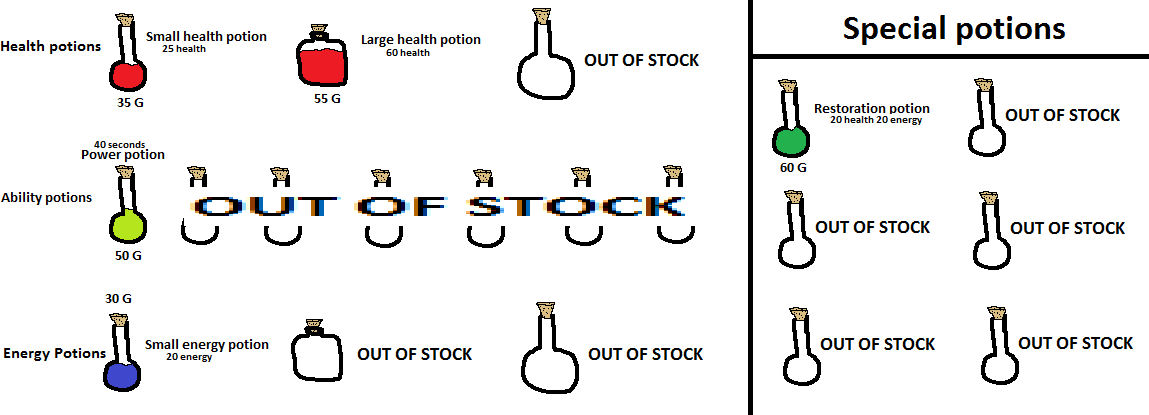 Health potions
Small health potion
25 health
35 G
Large health potion
60 health
55 G
OUT OF STOCK
Ability potions
40 seconds
Power potion
50 G
OUT OF STOCK
Energy Potions
30 G
Small energy potion
20 energy
OUT OF STOCK
OUT OF STOCK
Special potions
Restoration potion
20 health 20 energy
60 G
OUT OF STOCK
OUT OF STOCK
OUT OF STOCK
OUT OF STOCK
OUT OF STOCK